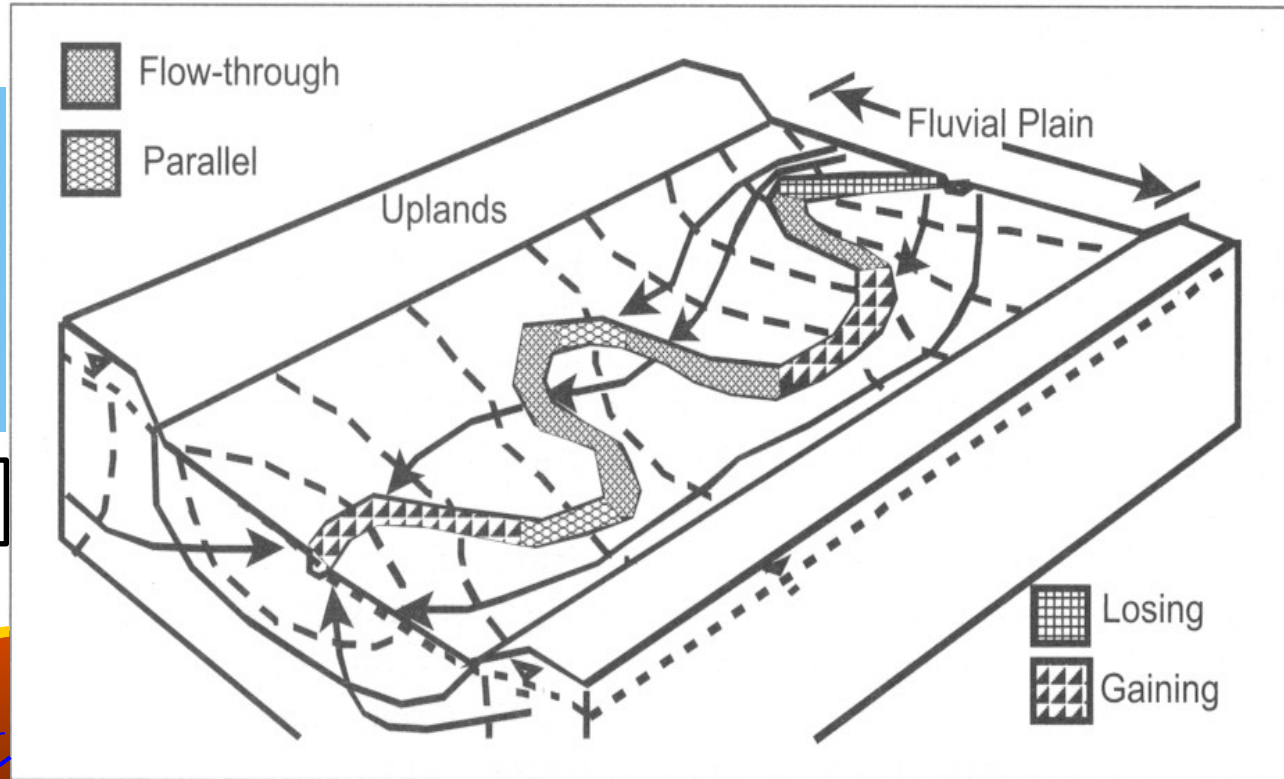 Flow-through
Parallel
Uplands
Fluvial Plain
Losing
Gaining